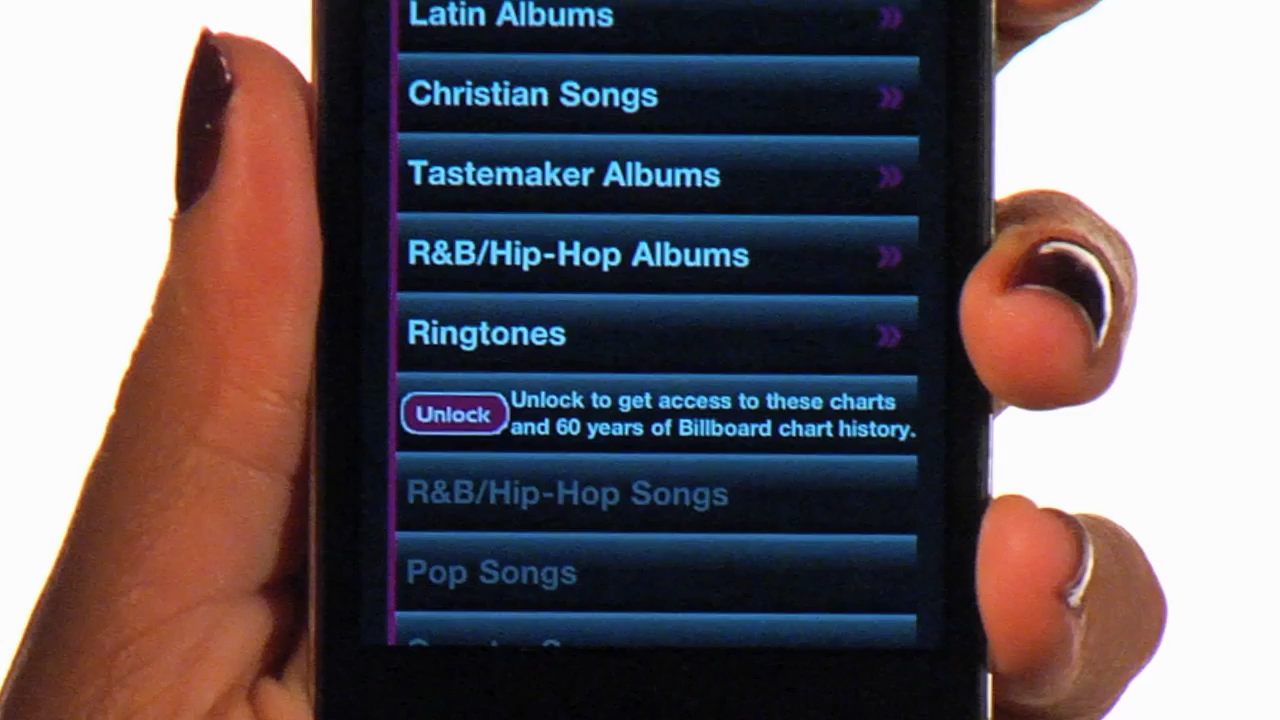 Latin Albums
Christian Songs
Tastemaker Albums
R&B/Hip-Hop Albums
Ringtones
Unlock
Unlock to get access to these charts
and 60 years of Billboard chart history.
R&B/Hip-Hop Songs
Pop Songs